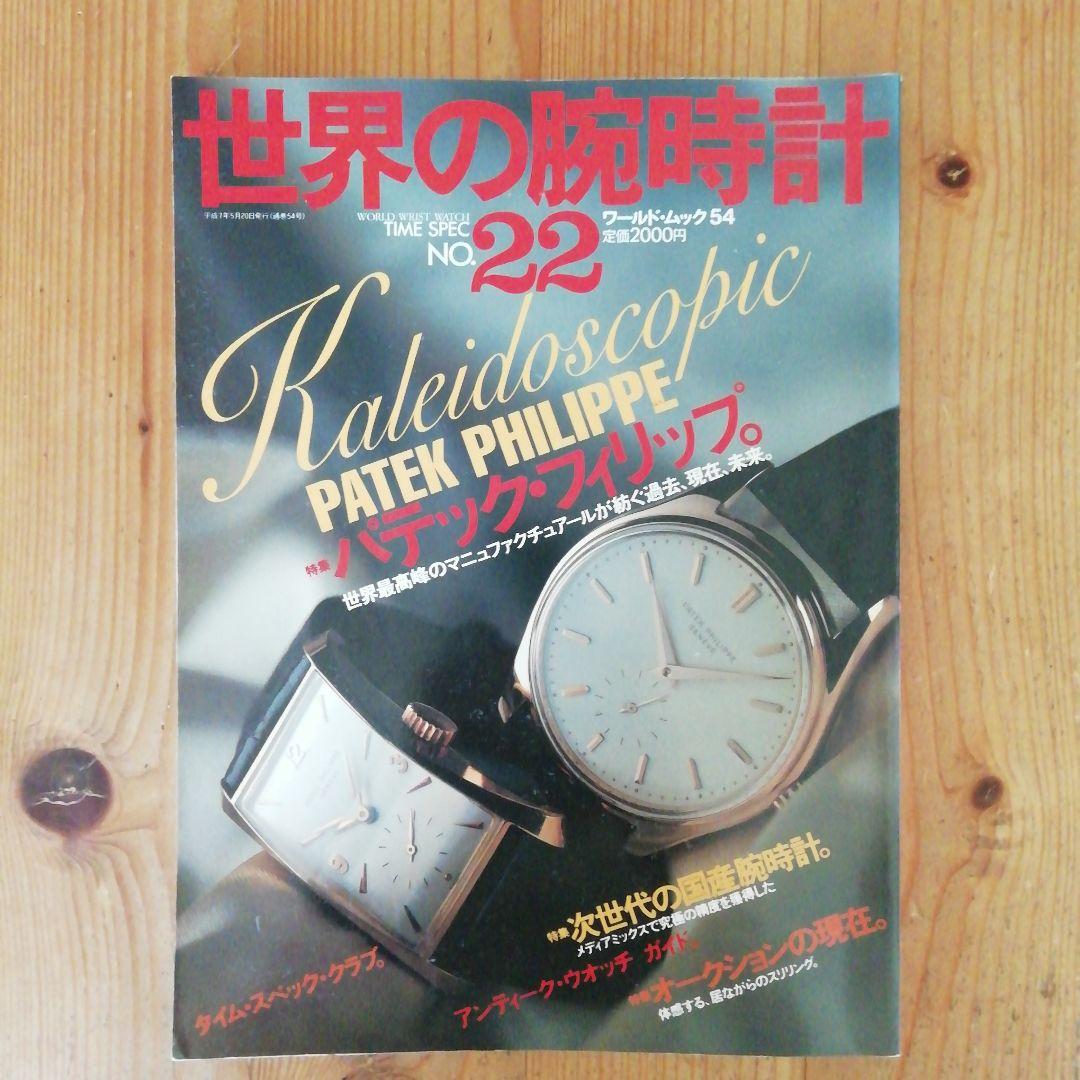 世界の腕時計
平成7年5月20日発行(通巻54号)
WORLD WRIST WATCH
TIME SPEC
NO.22
ワールド・ムック54
定価2000円
Kaleidoscopic
PATEK PHILIPPE
特集 パテック・フィリップ。
世界最高峰のマニュファクチュアールが紡ぐ過去、現在、未来。
PATEK PHILIPPE
GENEVE
12
3
9
特集 次世代の国産腕時計。
メディアミックスで究極の精度を獲得した
タイム・スペック・クラブ。
アンティーク・ウオッチ ガイド。
特集 オークションの現在。
体感する、居ながらのスリリング。